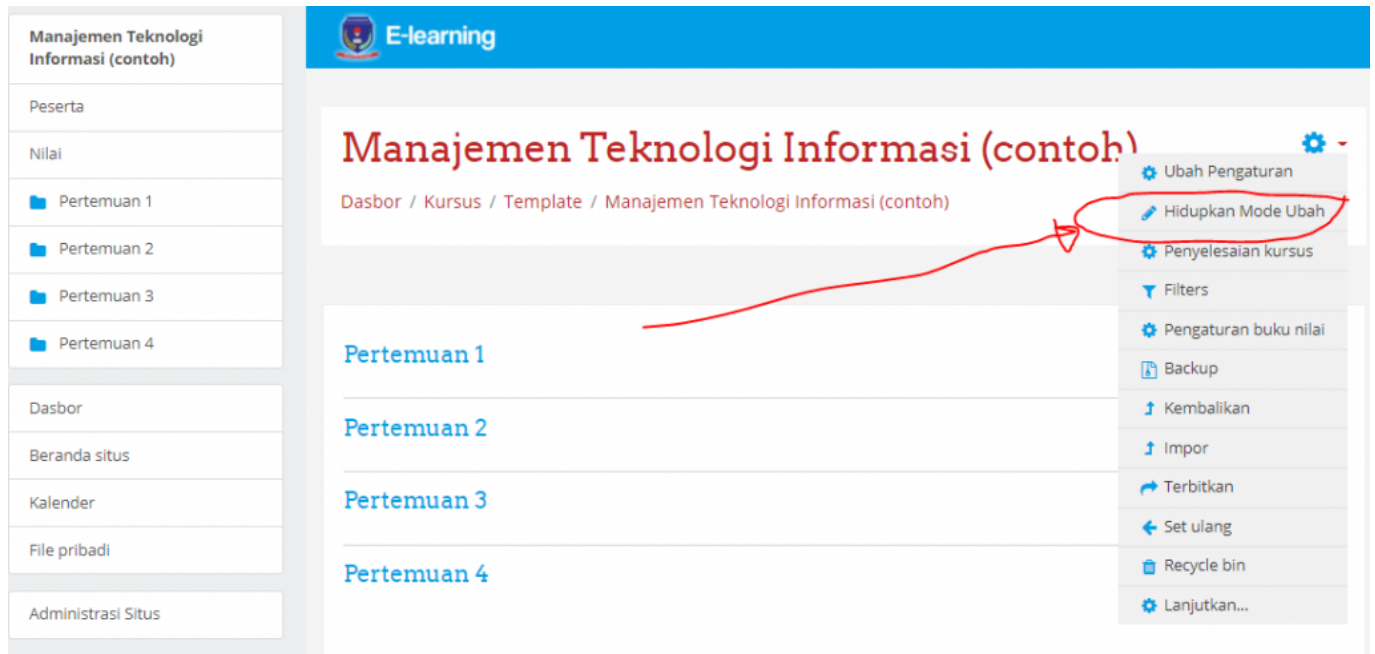 Manajemen Teknologi
Informasi (contoh)
Peserta
Nilai
Pertemuan 1
Pertemuan 2
Pertemuan 3
Pertemuan 4
Dasbor
Beranda situs
Kalender
File pribadi
Administrasi Situs
E-learning
Manajemen Teknologi Informasi (contoh)
Dasbor / Kursus / Template / Manajemen Teknologi Informasi (contoh)
Ubah Pengaturan
Hidupkan Mode Ubah
Penyelesaian kursus
Filters
Pengaturan buku nilai
Backup
Kembalikan
Impor
Terbitkan
Set ulang
Recycle bin
Lanjutkan...
Pertemuan 1
Pertemuan 2
Pertemuan 3
Pertemuan 4